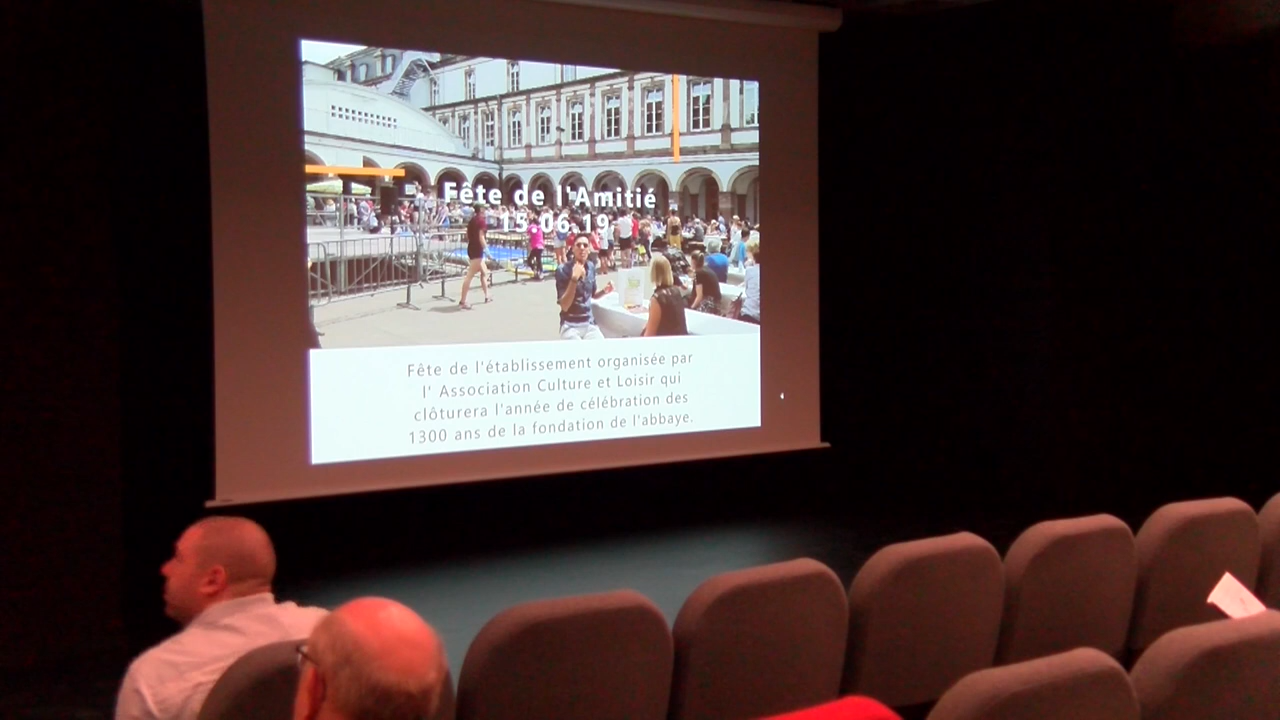 Fête de l'Amitié
15.06.19
Fête de l'établissement organisée par
l' Association Culture et Loisir qui
clôturera l'année de célébration des
1300 ans de la fondation de l'abbaye.